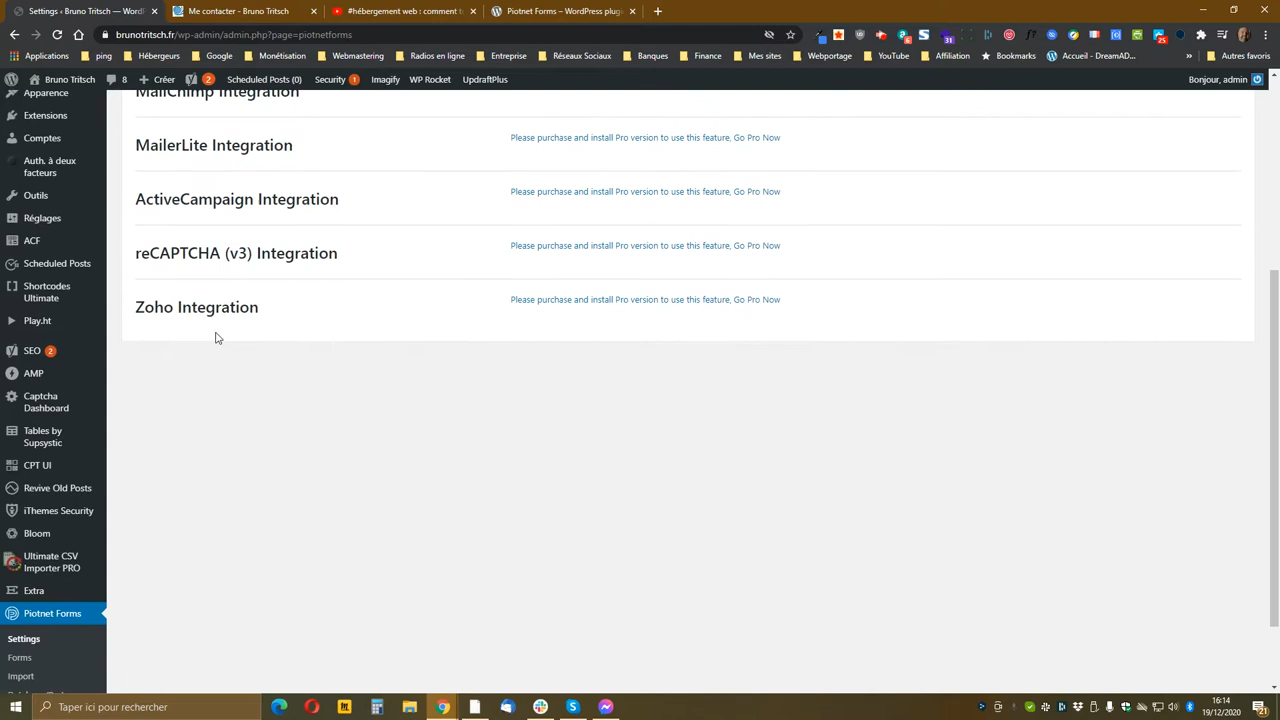 Settings ‹ Bruno Tritsch — WordPr
Me contacter - Bruno Tritsch
#hébergement web : comment t
Piotnet Forms – WordPress plugi
brunotritsch.fr/wp-admin/admin.php?page=piotnetforms
Applications
ping
Hébergeurs
Google
Monétisation
Webmastering
Radios en ligne
Entreprise
Réseaux Sociaux
Banques
Finance
Mes sites
Webportage
YouTube
Affiliation
Bookmarks
Accueil – DreamAD...
»
Autres favoris
Bruno Tritsch
8
Créer
2
Scheduled Posts (0)
Security 1
Imagify
WP Rocket
UpdraftPlus
Bonjour, admin
Apparence
Extensions
Comptes
Auth. à deux
facteurs
Outils
Réglages
ACF
Scheduled Posts
Shortcodes
Ultimate
Play.ht
SEO 2
AMP
Captcha
Dashboard
Tables by
Supsystic
CPT UI
Revive Old Posts
iThemes Security
Bloom
Ultimate CSV
Importer PRO
Extra
Piotnet Forms
Settings
Forms
Import
MailChimp Integration
MailerLite Integration
Please purchase and install Pro version to use this feature, Go Pro Now
ActiveCampaign Integration
Please purchase and install Pro version to use this feature, Go Pro Now
reCAPTCHA (v3) Integration
Please purchase and install Pro version to use this feature, Go Pro Now
Zoho Integration
Please purchase and install Pro version to use this feature, Go Pro Now
Taper ici pour rechercher
16:14
19/12/2020